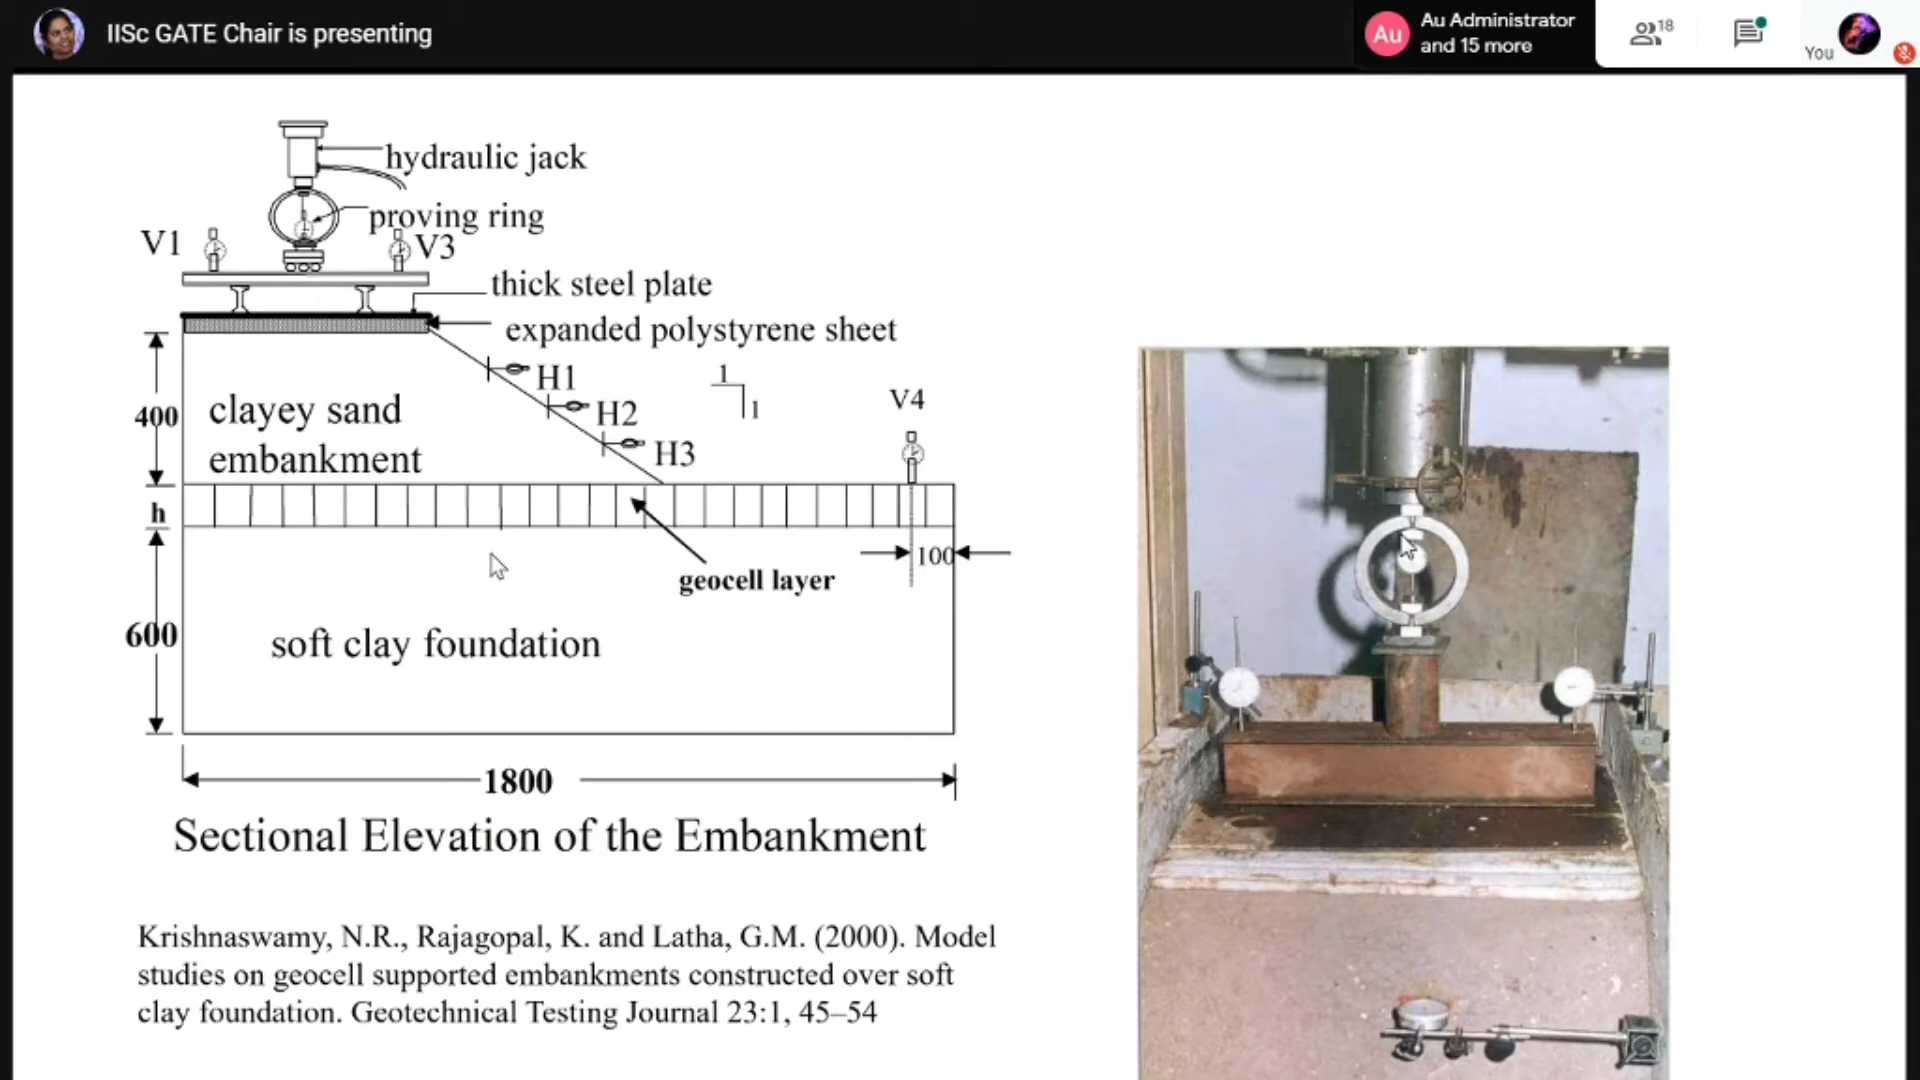 IISc GATE Chair is presenting
Au
Au Administrator
and 15 more
18
You
hydraulic jack
proving ring
V1
V3
thick steel plate
expanded polystyrene sheet
H1
1
1
V4
400
clayey sand
embankment
H2
H3
h
100
geocell layer
600
soft clay foundation
1800
Sectional Elevation of the Embankment
Krishnaswamy, N.R., Rajagopal, K. and Latha, G.M. (2000). Model
studies on geocell supported embankments constructed over soft
clay foundation. Geotechnical Testing Journal 23:1, 45–54